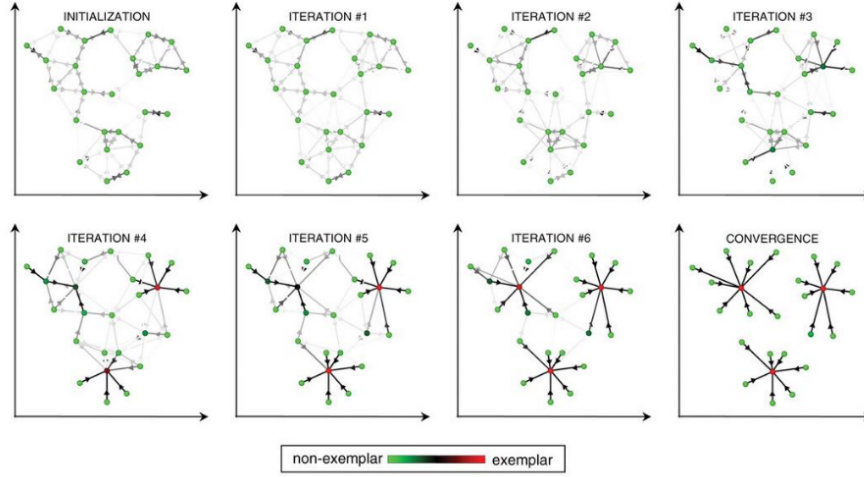 INITIALIZATION
ITERATION #1
ITERATION #2
ITERATION #3
ITERATION #4
ITERATION #5
ITERATION #6
CONVERGENCE
non-exemplar
exemplar